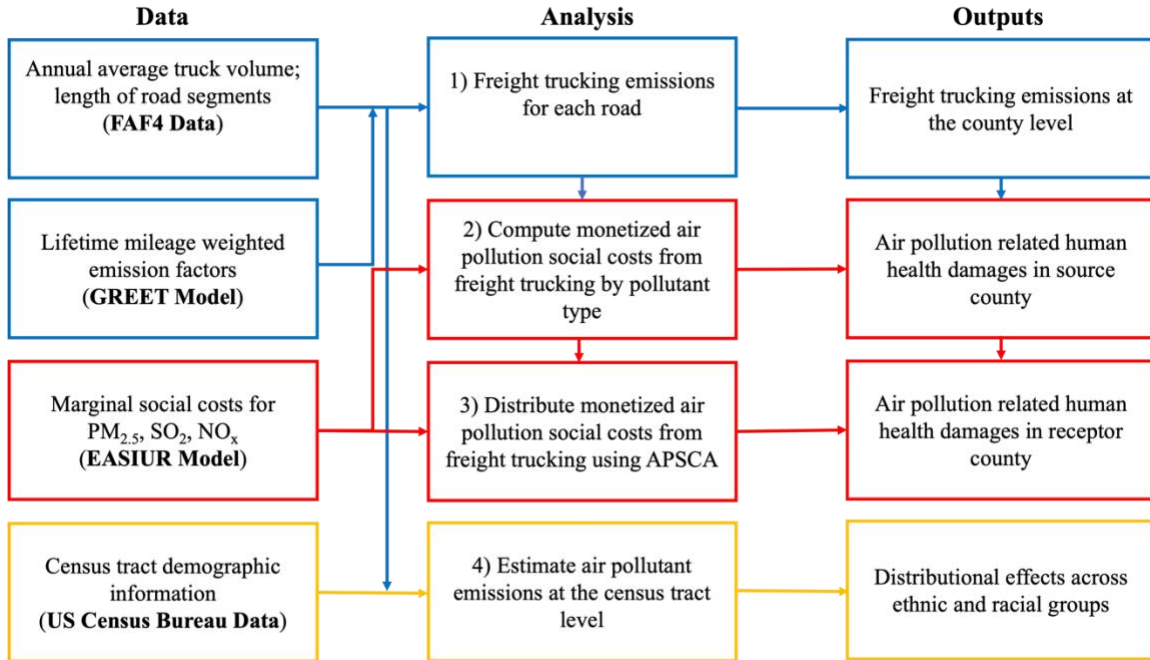 Data
Analysis
Outputs
Annual average truck volume;
length of road segments
(FAF4 Data)
1) Freight trucking emissions
for each road
Freight trucking emissions at
the county level
Lifetime mileage weighted
emission factors
(GREET Model)
2) Compute monetized air
pollution social costs from
freight trucking by pollutant
type
Air pollution related human
health damages in source
county
Marginal social costs for
PM2.5, SO2, NOx
(EASIUR Model)
3) Distribute monetized air
pollution social costs from
freight trucking using APSCA
Air pollution related human
health damages in receptor
county
Census tract demographic
information
(US Census Bureau Data)
4) Estimate air pollutant
emissions at the census tract
level
Distributional effects across
ethnic and racial groups